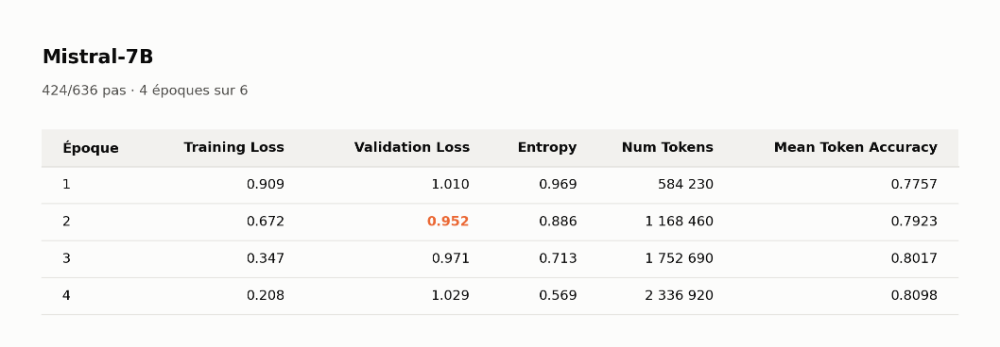 Mistral-7B
424/636 pas · 4 époques sur 6
Époque Training Loss Validation Loss Entropy Num Tokens Mean Token Accuracy
1 0.909 1.010 0.969 584 230 0.7757
2 0.672 0.952 0.886 1 168 460 0.7923
3 0.347 0.971 0.713 1 752 690 0.8017
4 0.208 1.029 0.569 2 336 920 0.8098